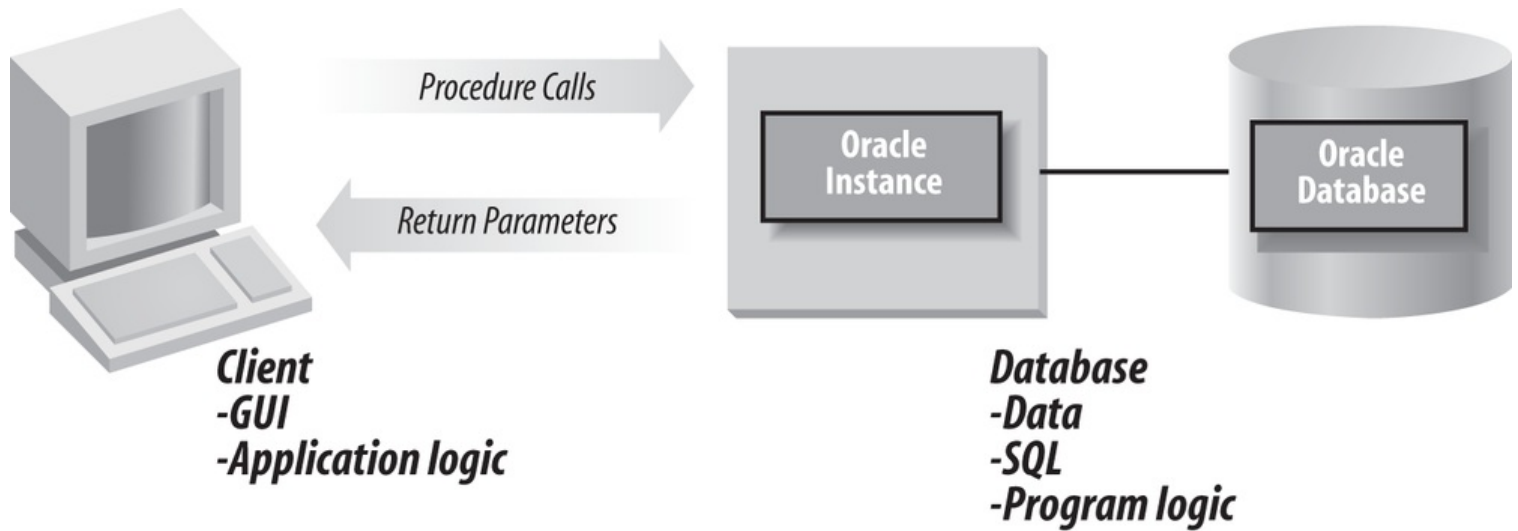 Procedure Calls
Return Parameters
Oracle
Instance
Oracle
Database
Client
-GUI
-Application logic
Database
-Data
-SQL
-Program logic